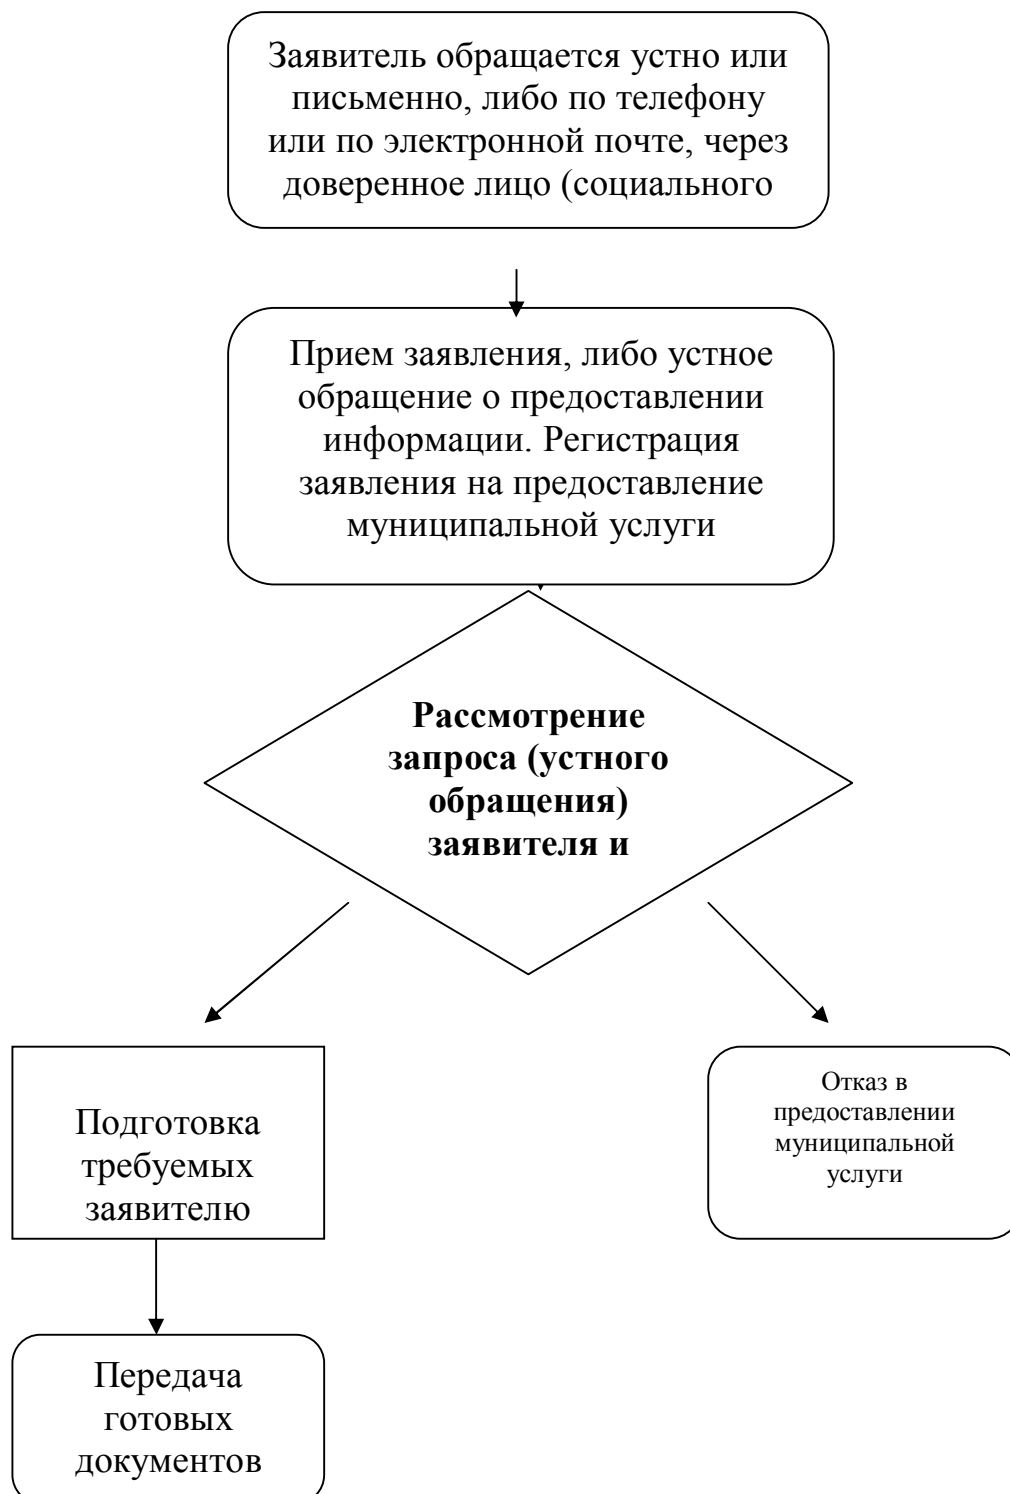 Заявитель обращается устно или
письменно, либо по телефону
или по электронной почте, через
доверенное лицо (социального
Прием заявления, либо устное
обращение о предоставлении
информации. Регистрация
заявления на предоставление
муниципальной услуги
Рассмотрение
запроса (устного
обращения)
заявителя и
Подготовка
требуемых
заявителю
Отказ в
предоставлении
муниципальной
услуги
Передача
готовых
документов